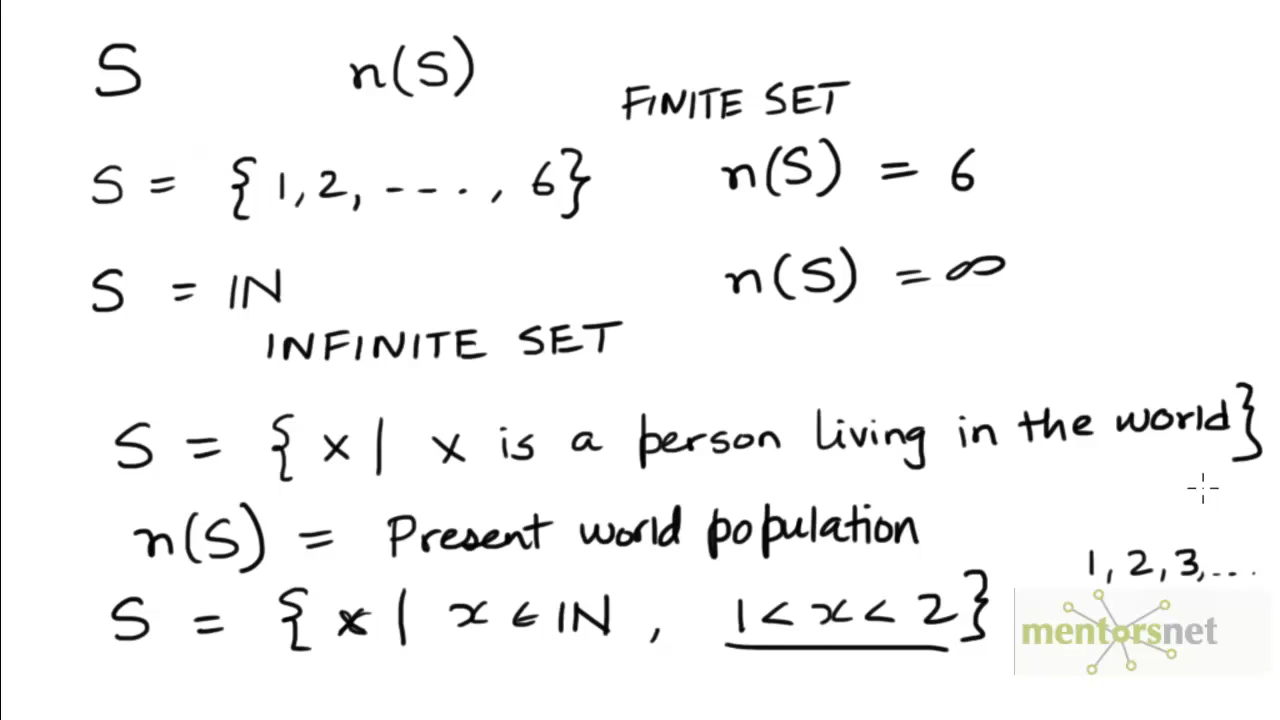 S n(S)
FINITE SET
S = {1, 2, - - - ·, 6} n(S) = 6
S = IN n(S) = ∞
INFINITE SET
S = {x | x is a person living in the world}
n(S) = Present world population
1, 2, 3, ...
S = {x | x ∈ IN, 1 < x < 2}
mentorsnet